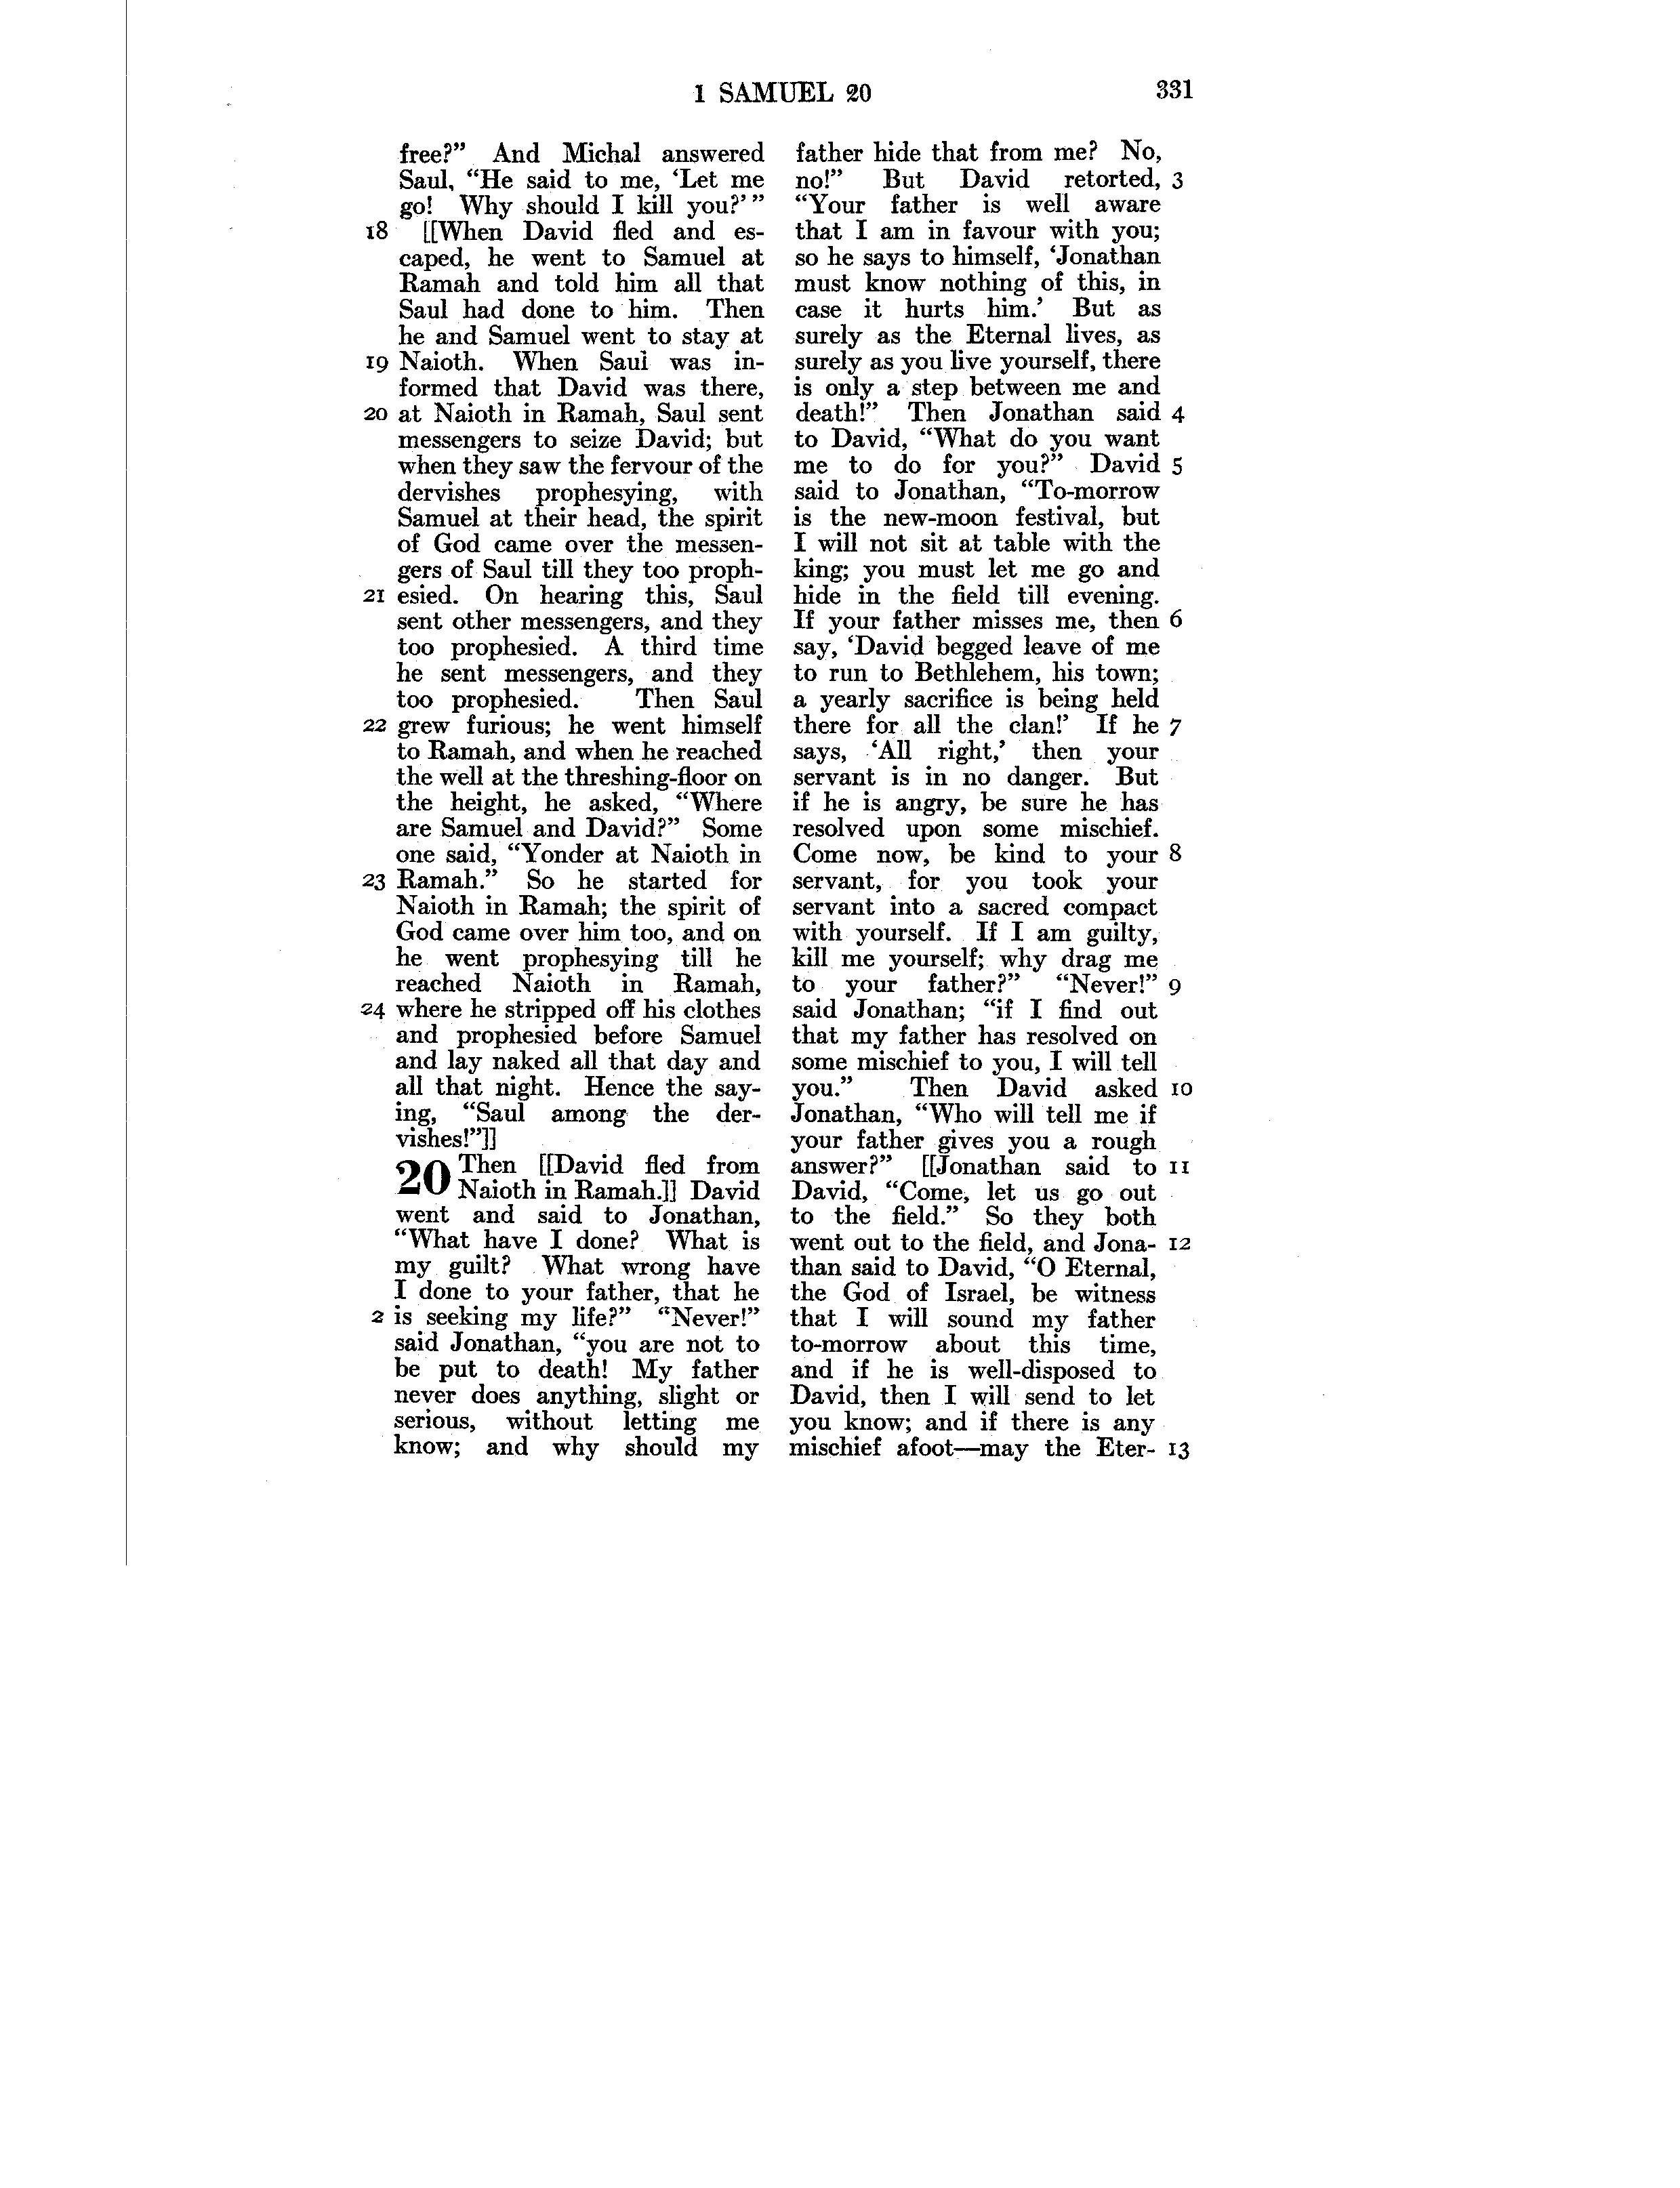 1 SAMUEL 20
331
free?” And Michal answered
Saul, “He said to me, ‘Let me
go! Why should I kill you?’”
18 [[When David fled and es-
caped, he went to Samuel at
Ramah and told him all that
Saul had done to him. Then
he and Samuel went to stay at
19 Naioth. When Saul was in-
formed that David was there,
20 at Naioth in Ramah, Saul sent
messengers to seize David; but
when they saw the fervour of the
dervishes prophesying, with
Samuel at their head, the spirit
of God came over the messen-
gers of Saul till they too proph-
21 esied. On hearing this, Saul
sent other messengers, and they
too prophesied. A third time
he sent messengers, and they
too prophesied. Then Saul
22 grew furious; he went himself
to Ramah, and when he reached
the well at the threshing-floor on
the height, he asked, “Where
are Samuel and David?” Some
one said, “Yonder at Naioth in
23 Ramah.” So he started for
Naioth in Ramah; the spirit of
God came over him too, and on
he went prophesying till he
reached Naioth in Ramah,
24 where he stripped off his clothes
and prophesied before Samuel
and lay naked all that day and
all that night. Hence the say-
ing, “Saul among the der-
vishes!”]]
20 Then [[David fled from
Naioth in Ramah.]] David
went and said to Jonathan,
“What have I done? What is
my guilt? What wrong have
I done to your father, that he
2 is seeking my life?” “Never!”
said Jonathan, “you are not to
be put to death! My father
never does anything, slight or
serious, without letting me
know; and why should my
father hide that from me? No,
no!” But David retorted, 3
“Your father is well aware
that I am in favour with you;
so he says to himself, ‘Jonathan
must know nothing of this, in
case it hurts him.’ But as
surely as the Eternal lives, as
surely as you live yourself, there
is only a step between me and
death!” Then Jonathan said 4
to David, “What do you want
me to do for you?” David 5
said to Jonathan, “To-morrow
is the new-moon festival, but
I will not sit at table with the
king; you must let me go and
hide in the field till evening.
If your father misses me, then 6
say, ‘David begged leave of me
to run to Bethlehem, his town;
a yearly sacrifice is being held
there for all the clan!’ If he 7
says, ‘All right,’ then your
servant is in no danger. But
if he is angry, be sure he has
resolved upon some mischief.
Come now, be kind to your 8
servant, for you took your
servant into a sacred compact
with yourself. If I am guilty,
kill me yourself; why drag me
to your father?” “Never!” 9
said Jonathan; “if I find out
that my father has resolved on
some mischief to you, I will tell
you.” Then David asked 10
Jonathan, “Who will tell me if
your father gives you a rough
answer?” [[Jonathan said to 11
David, “Come, let us go out
to the field.” So they both
went out to the field, and Jona- 12
than said to David, “O Eternal,
the God of Israel, be witness
that I will sound my father
to-morrow about this time,
and if he is well-disposed to
David, then I will send to let
you know; and if there is any
mischief afoot—may the Eter- 13